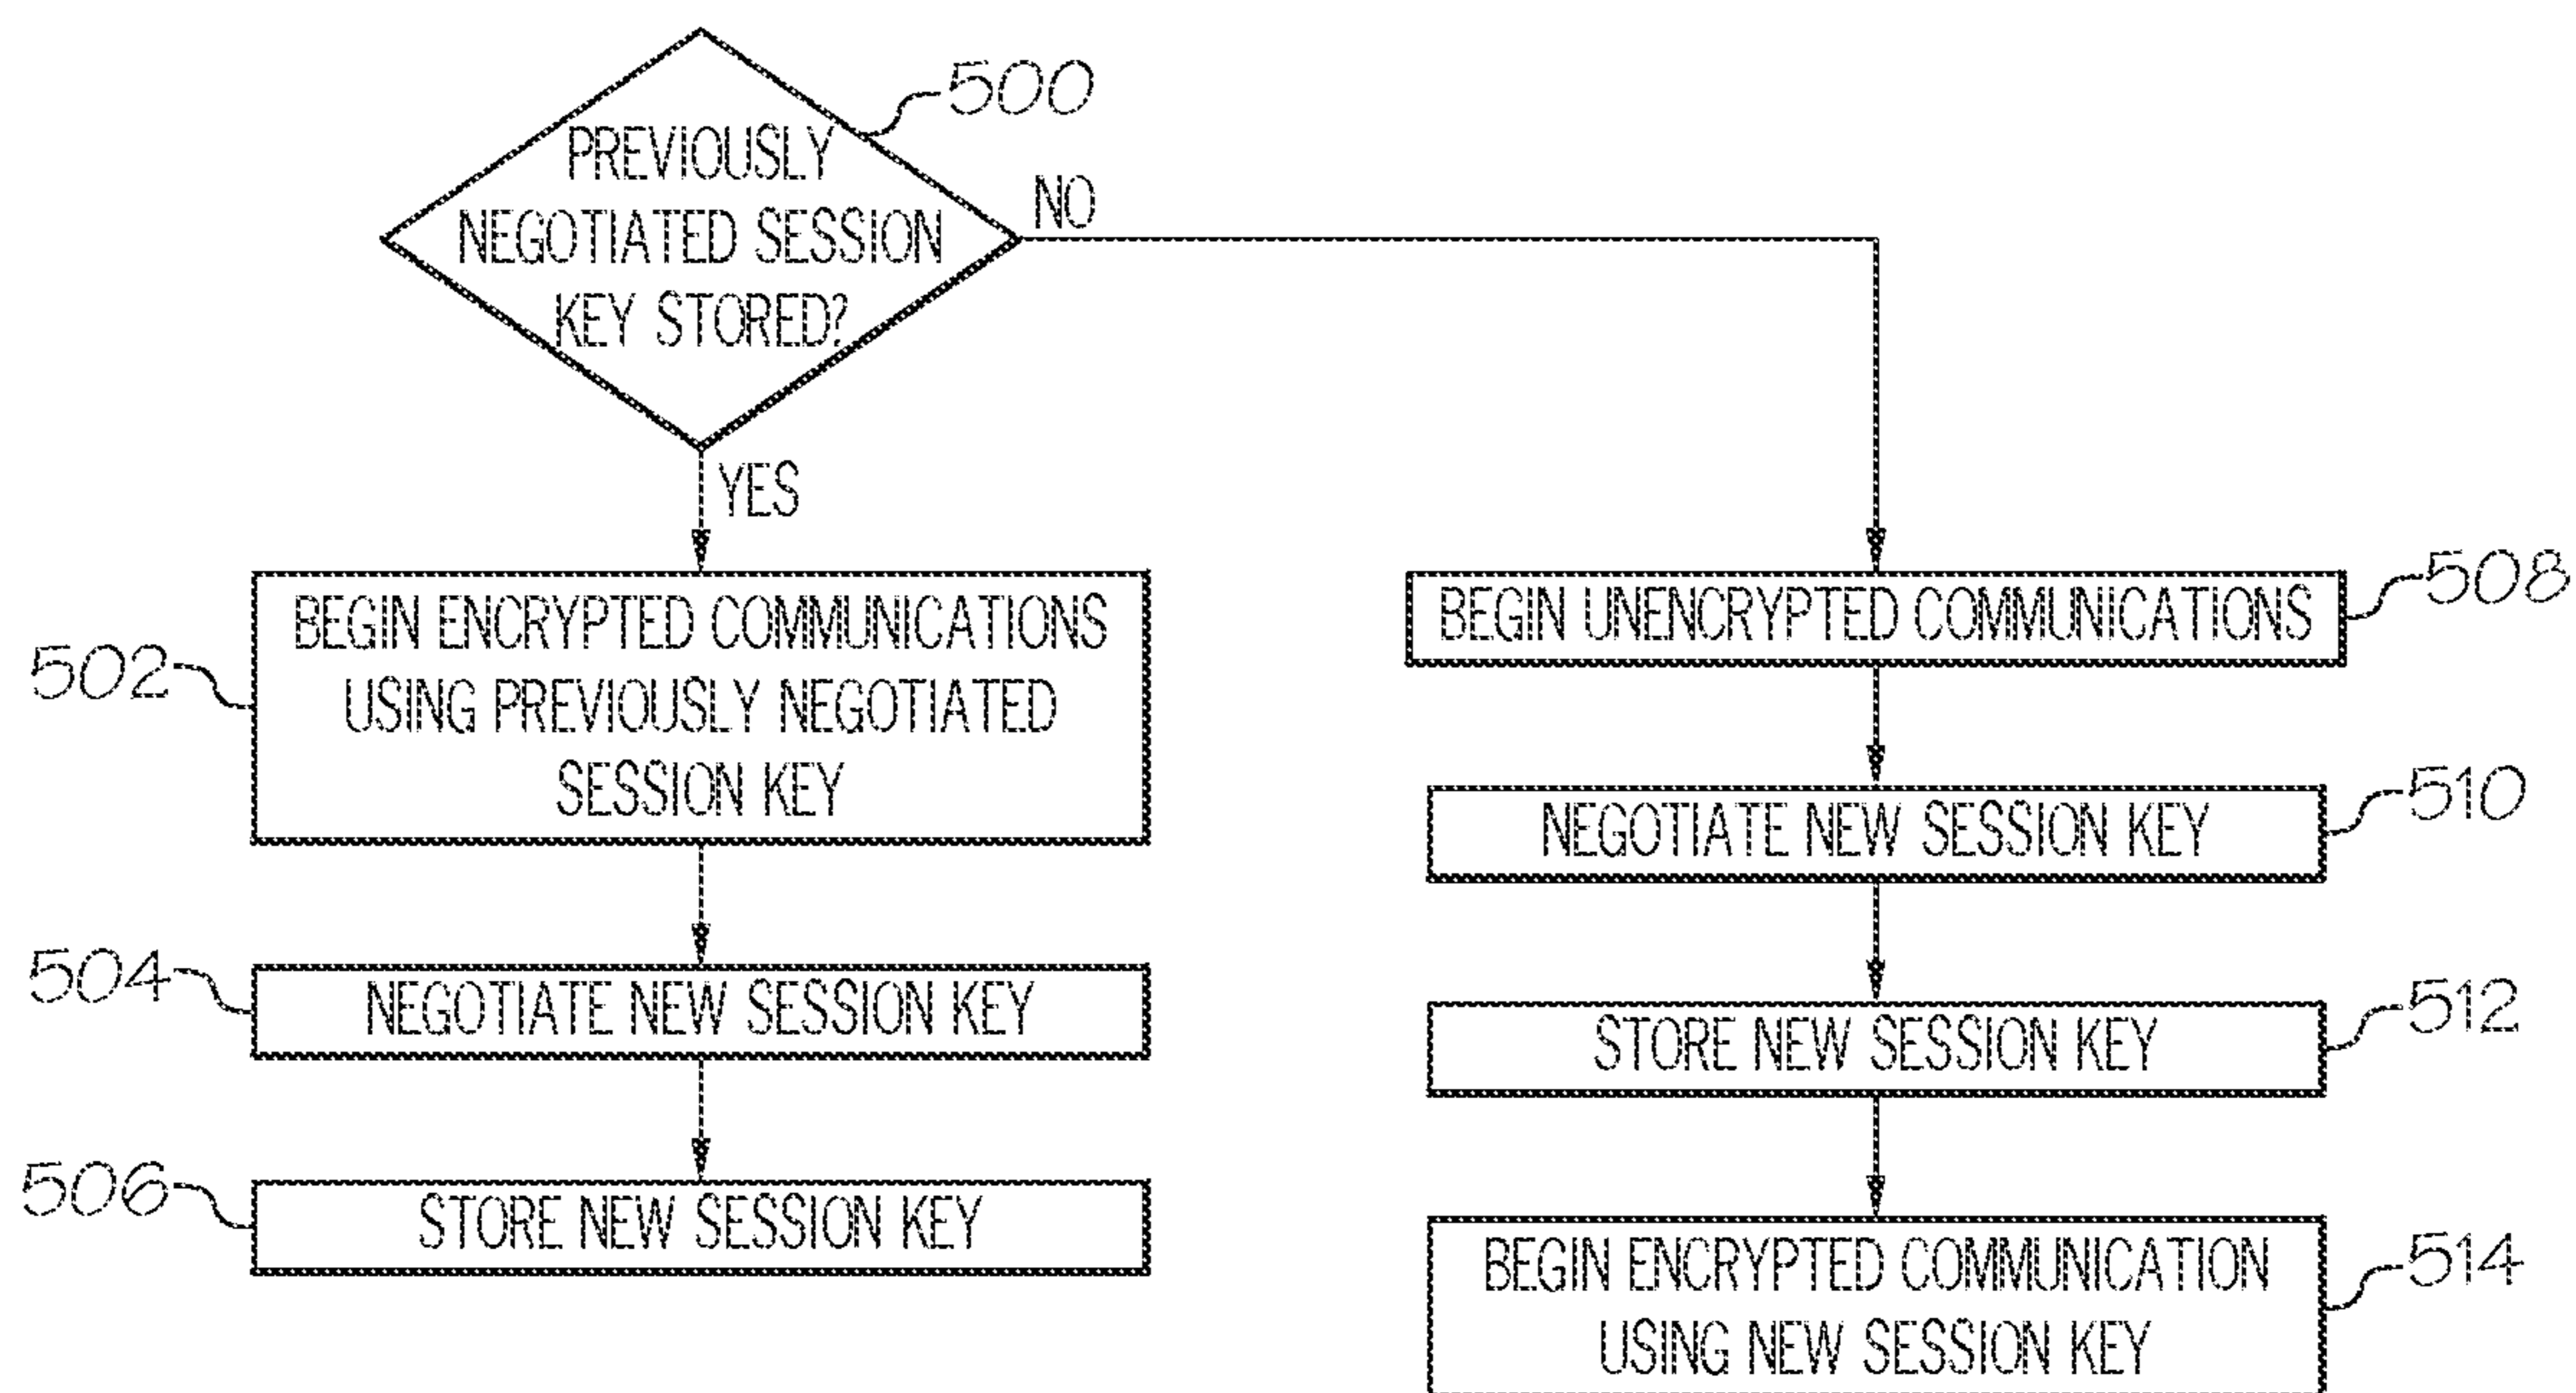 500
PREVIOUSLY
NEGOTIATED SESSION
KEY STORED?
NO
YES
502
BEGIN ENCRYPTED COMMUNICATIONS
USING PREVIOUSLY NEGOTIATED
SESSION KEY
504
NEGOTIATE NEW SESSION KEY
506
STORE NEW SESSION KEY
BEGIN UNENCRYPTED COMMUNICATIONS
508
NEGOTIATE NEW SESSION KEY
510
STORE NEW SESSION KEY
512
BEGIN ENCRYPTED COMMUNICATION
USING NEW SESSION KEY
514